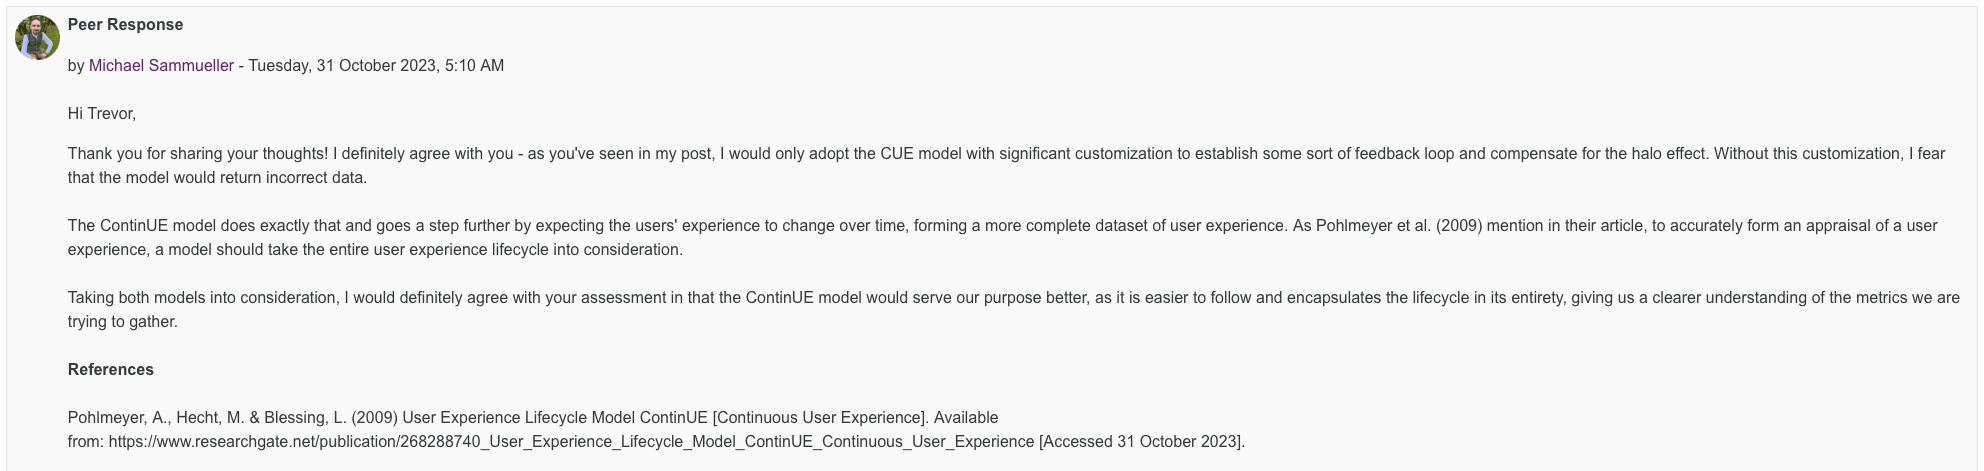 Peer Response
by Michael Sammueller - Tuesday, 31 October 2023, 5:10 AM
Hi Trevor,
Thank you for sharing your thoughts! I definitely agree with you - as you've seen in my post, I would only adopt the CUE model with significant customization to establish some sort of feedback loop and compensate for the halo effect. Without this customization, I fear
that the model would return incorrect data.
The ContinUE model does exactly that and goes a step further by expecting the users' experience to change over time, forming a more complete dataset of user experience. As Pohlmeyer et al. (2009) mention in their article, to accurately form an appraisal of a user
experience, a model should take the entire user experience lifecycle into consideration.
Taking both models into consideration, I would definitely agree with your assessment in that the ContinUE model would serve our purpose better, as it is easier to follow and encapsulates the lifecycle in its entirety, giving us a clearer understanding of the metrics we are
trying to gather.
References
Pohlmeyer, A., Hecht, M. & Blessing, L. (2009) User Experience Lifecycle Model ContinUE [Continuous User Experience]. Available
from: https://www.researchgate.net/publication/268288740_User_Experience_Lifecycle_Model_ContinUE_Continuous_User_Experience [Accessed 31 October 2023].